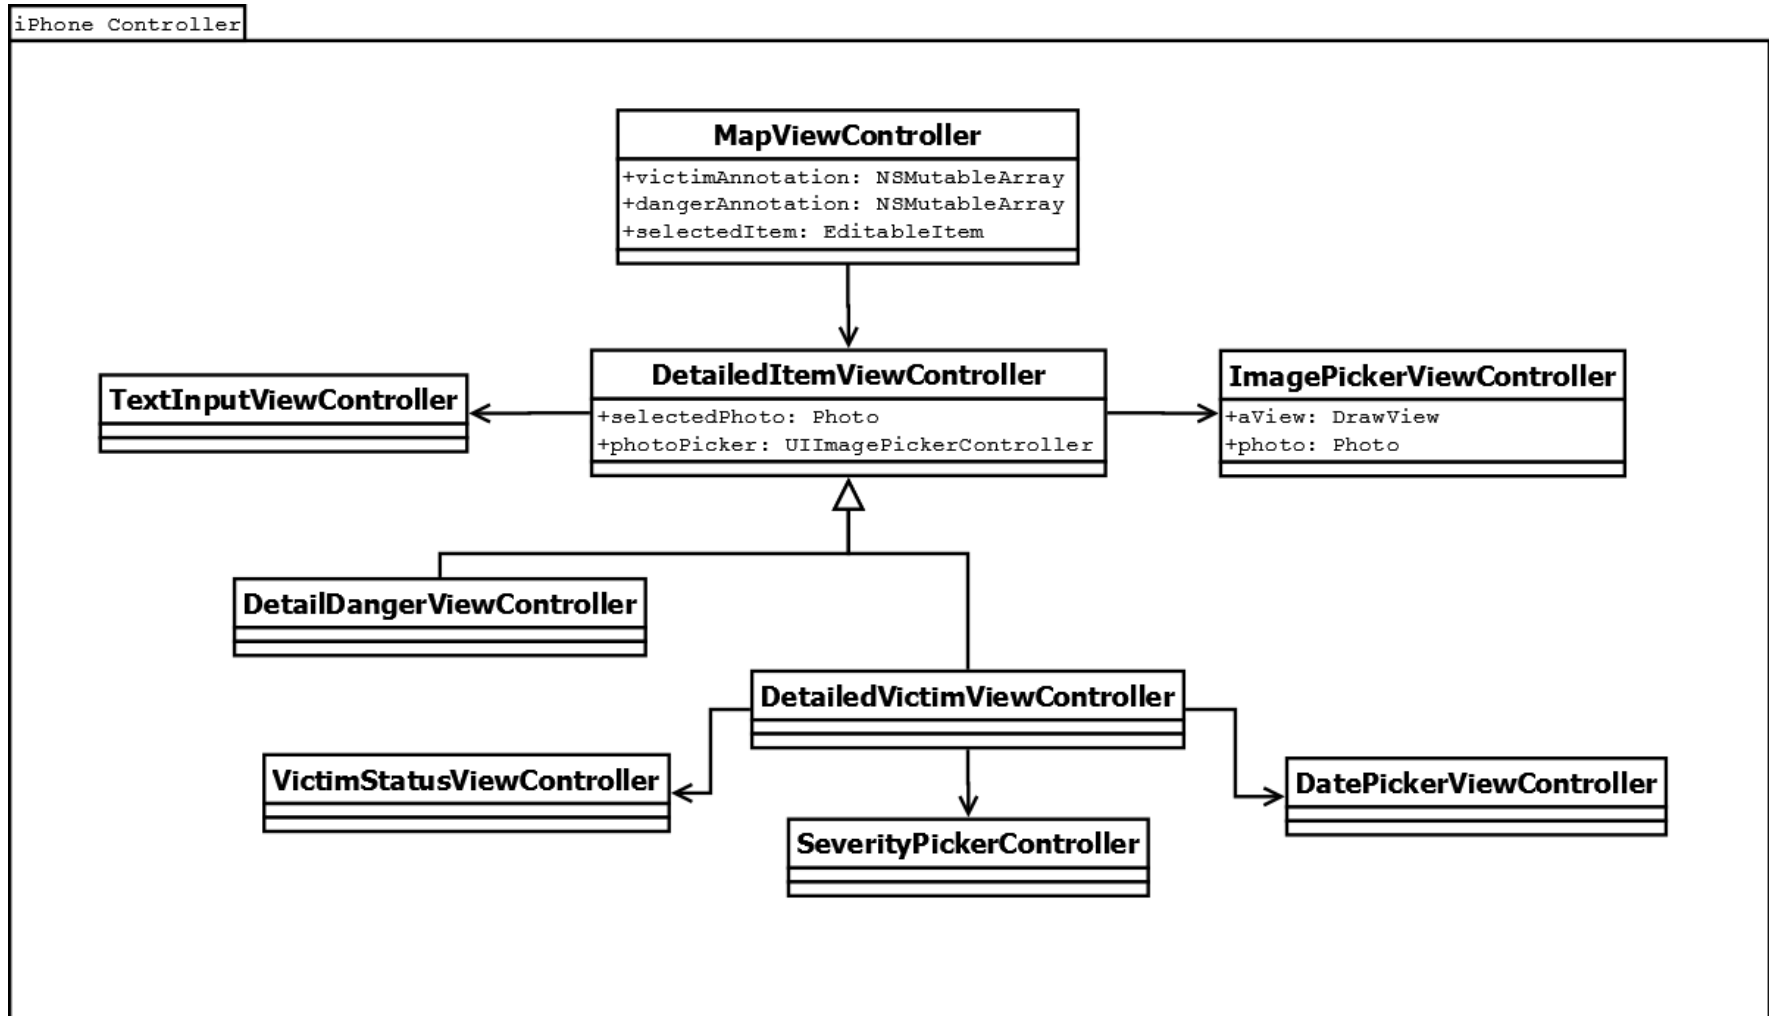 iPhone Controller
MapViewController
+victimAnnotation: NSMutableArray
+dangerAnnotation: NSMutableArray
+selectedItem: EditableItem
DetailedItemViewController
+selectedPhoto: Photo
+photoPicker: UIImagePickerController
TextInputViewController
ImagePickerViewController
+aView: DrawView
+photo: Photo
DetailDangerViewController
DetailedVictimViewController
VictimStatusViewController
SeverityPickerController
DatePickerViewController